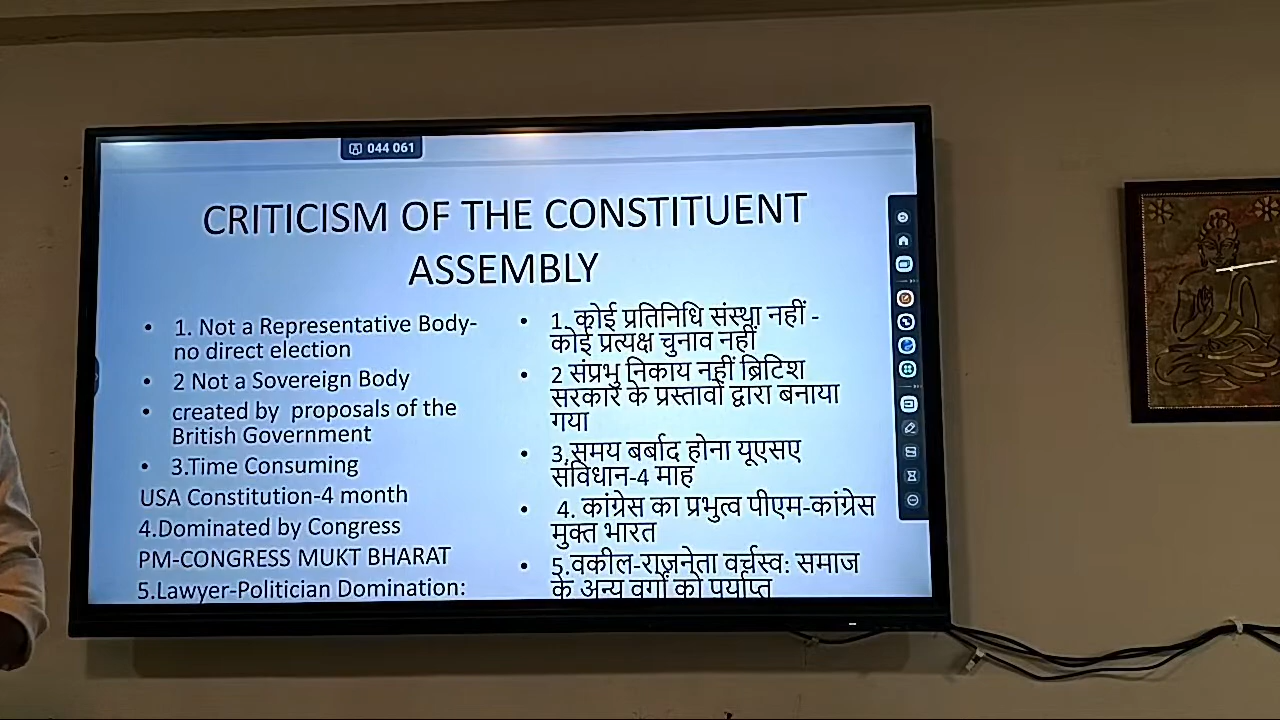 044 061
CRITICISM OF THE CONSTITUENT
ASSEMBLY
• 1. Not a Representative Body-
no direct election
• 2 Not a Sovereign Body
• created by proposals of the
British Government
• 3.Time Consuming
USA Constitution-4 month
4.Dominated by Congress
PM-CONGRESS MUKT BHARAT
5.Lawyer-Politician Domination:
• 1. कोई प्रतिनिधि संस्था नहीं -
कोई प्रत्यक्ष चुनाव नहीं
• 2 संप्रभु निकाय नहीं ब्रिटिश
सरकार के प्रस्तावों द्वारा बनाया
गया
• 3.समय बर्बाद होना यूएसए
संविधान-4 माह
• 4. कांग्रेस का प्रभुत्व पीएम-कांग्रेस
मुक्त भारत
• 5.वकील-राजनेता वर्चस्व: समाज
के अन्य वर्गों को पर्याप्त